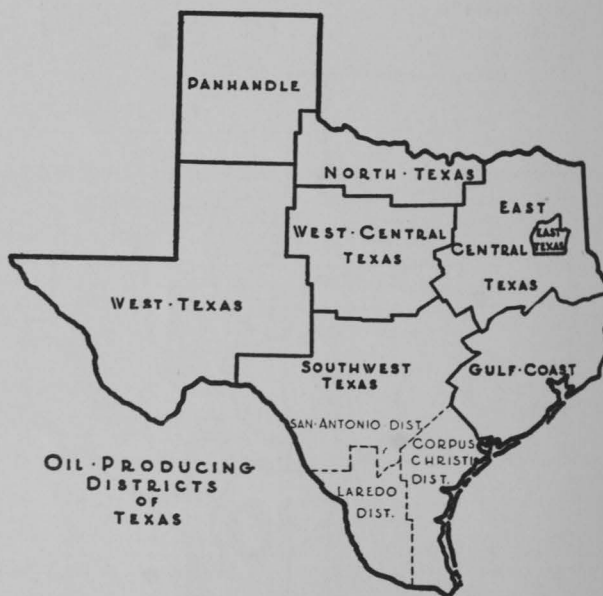 PANHANDLE
NORTH·TEXAS
WEST·CENTRAL
TEXAS
EAST
CENTRAL
TEXAS
EAST
TEXAS
WEST·TEXAS
SOUTHWEST
TEXAS
GULF·COAST
SAN·ANTONIO·DIST.
CORPUS
CHRISTI
DIST.
LAREDO
DIST.
OIL·PRODUCING
DISTRICTS
OF
TEXAS